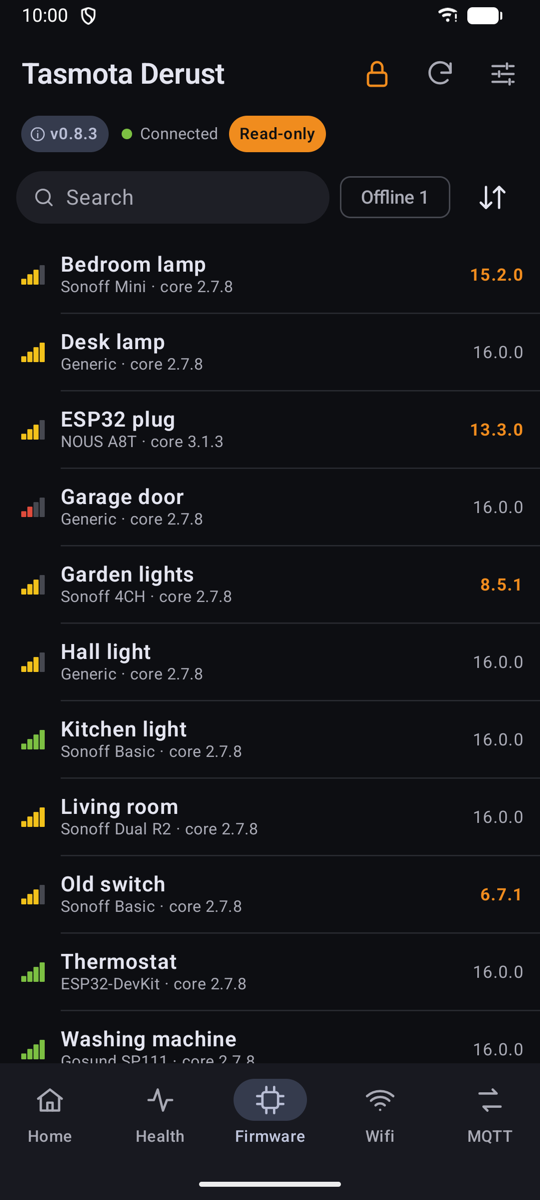 10:00
Tasmota Derust
v0.8.3 Connected Read-only
Search Offline 1
Bedroom lamp
Sonoff Mini · core 2.7.8
15.2.0
Desk lamp
Generic · core 2.7.8
16.0.0
ESP32 plug
NOUS A8T · core 3.1.3
13.3.0
Garage door
Generic · core 2.7.8
16.0.0
Garden lights
Sonoff 4CH · core 2.7.8
8.5.1
Hall light
Generic · core 2.7.8
16.0.0
Kitchen light
Sonoff Basic · core 2.7.8
16.0.0
Living room
Sonoff Dual R2 · core 2.7.8
16.0.0
Old switch
Sonoff Basic · core 2.7.8
6.7.1
Thermostat
ESP32-DevKit · core 2.7.8
16.0.0
Washing machine
Gosund SP111 · core 2.7.8
16.0.0
Home Health Firmware Wifi MQTT